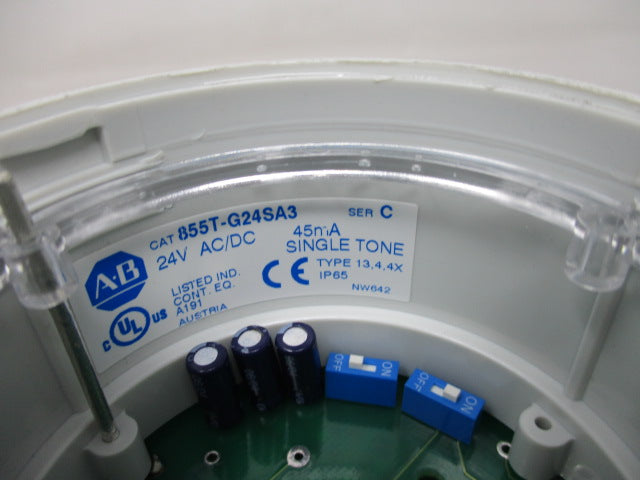 CAT 855T-G24SA3 SER C
24V AC/DC 45mA
SINGLE TONE
A-B
LISTED IND.
CONT. EQ.
A191
AUSTRIA
CE
TYPE 13,4,4X
IP65
NW642
C UL US
OFF ON
OFF ON